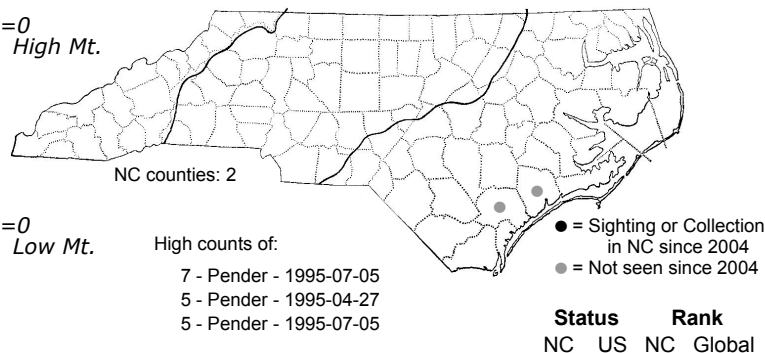 =0
High Mt.
NC counties: 2
=0
Low Mt.
High counts of:
7 - Pender - 1995-07-05
5 - Pender - 1995-04-27
5 - Pender - 1995-07-05
= Sighting or Collection
in NC since 2004
= Not seen since 2004
Status Rank
NC US NC Global